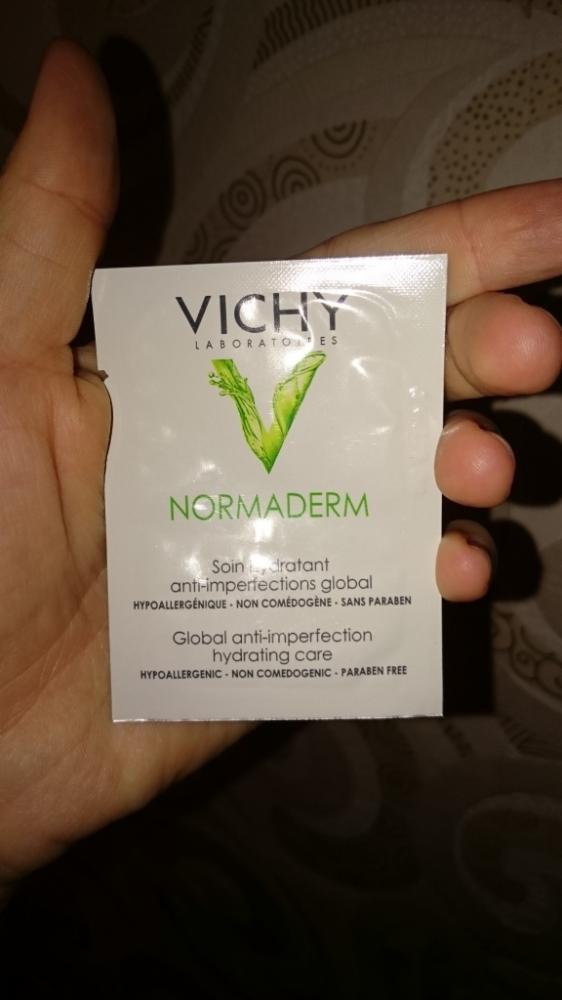 VICHY
LABORATOIRES
NORMADERM
Soin hydratant
anti-imperfections global
HYPOALLERGÉNIQUE - NON COMÉDOGÈNE - SANS PARABEN
Global anti-imperfection
hydrating care
HYPOALLERGENIC - NON COMEDOGENIC - PARABEN FREE